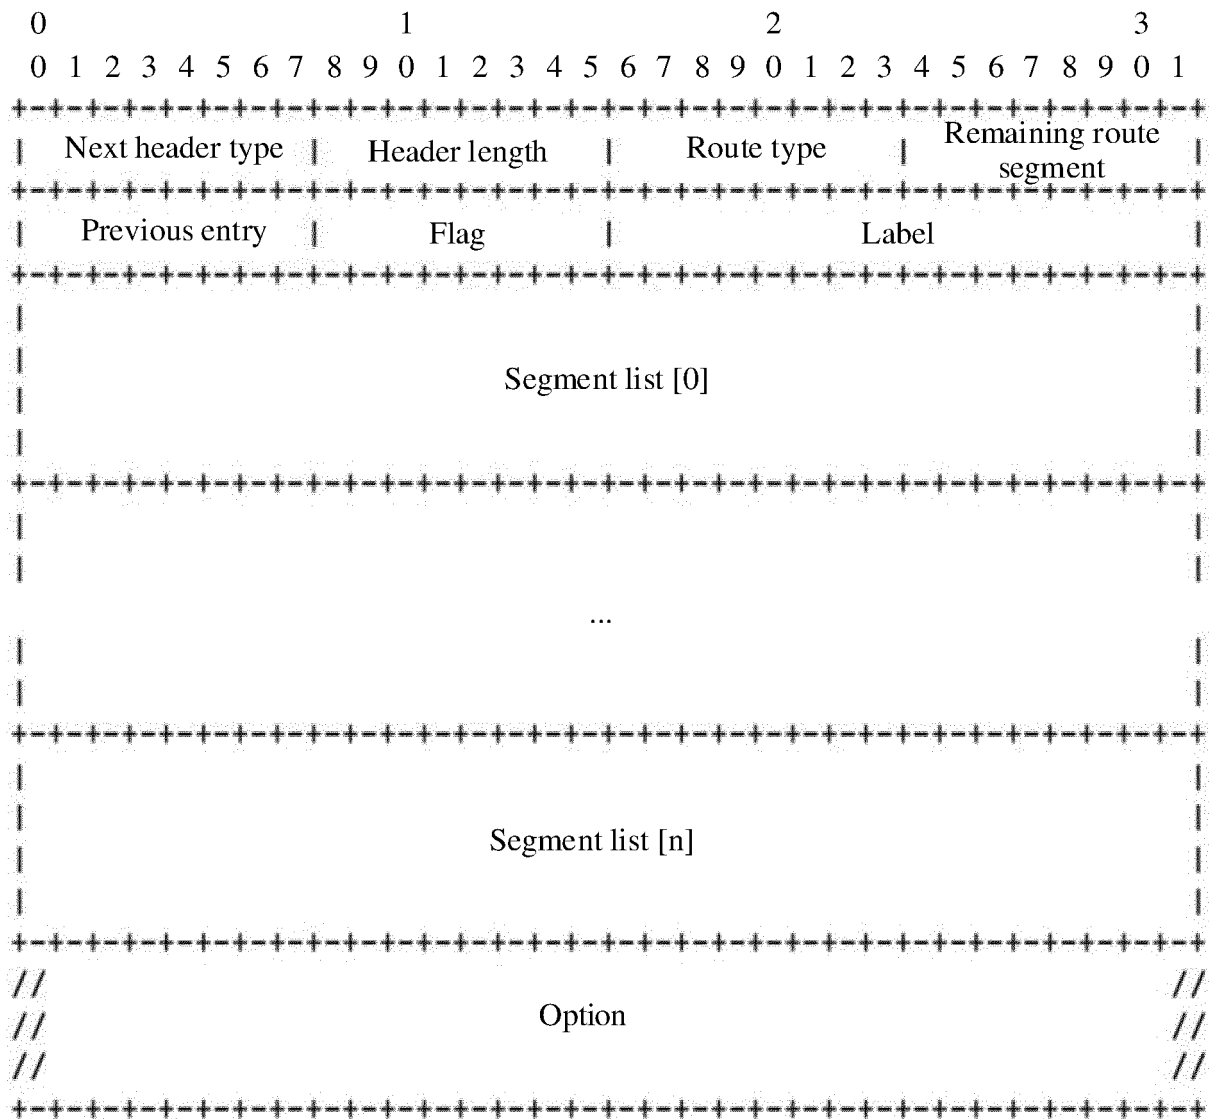 0 1 2 3
0 1 2 3 4 5 6 7 8 9 0 1 2 3 4 5 6 7 8 9 0 1 2 3 4 5 6 7 8 9 0 1
+-+-+-+-+-+-+-+-+-+-+-+-+-+-+-+-+-+-+-+-+-+-+-+-+-+-+-+-+-+-+-+-+
| Next header type | Header length | Route type | Remaining route segment |
+-+-+-+-+-+-+-+-+-+-+-+-+-+-+-+-+-+-+-+-+-+-+-+-+-+-+-+-+-+-+-+-+
| Previous entry | Flag | Label |
+-+-+-+-+-+-+-+-+-+-+-+-+-+-+-+-+-+-+-+-+-+-+-+-+-+-+-+-+-+-+-+-+
| |
| Segment list [0] |
| |
| |
+-+-+-+-+-+-+-+-+-+-+-+-+-+-+-+-+-+-+-+-+-+-+-+-+-+-+-+-+-+-+-+-+
| |
| |
...
| |
| |
+-+-+-+-+-+-+-+-+-+-+-+-+-+-+-+-+-+-+-+-+-+-+-+-+-+-+-+-+-+-+-+-+
| |
| |
| Segment list [n] |
| |
+-+-+-+-+-+-+-+-+-+-+-+-+-+-+-+-+-+-+-+-+-+-+-+-+-+-+-+-+-+-+-+-+
// //
// Option //
// //
+-+-+-+-+-+-+-+-+-+-+-+-+-+-+-+-+-+-+-+-+-+-+-+-+-+-+-+-+-+-+-+-+